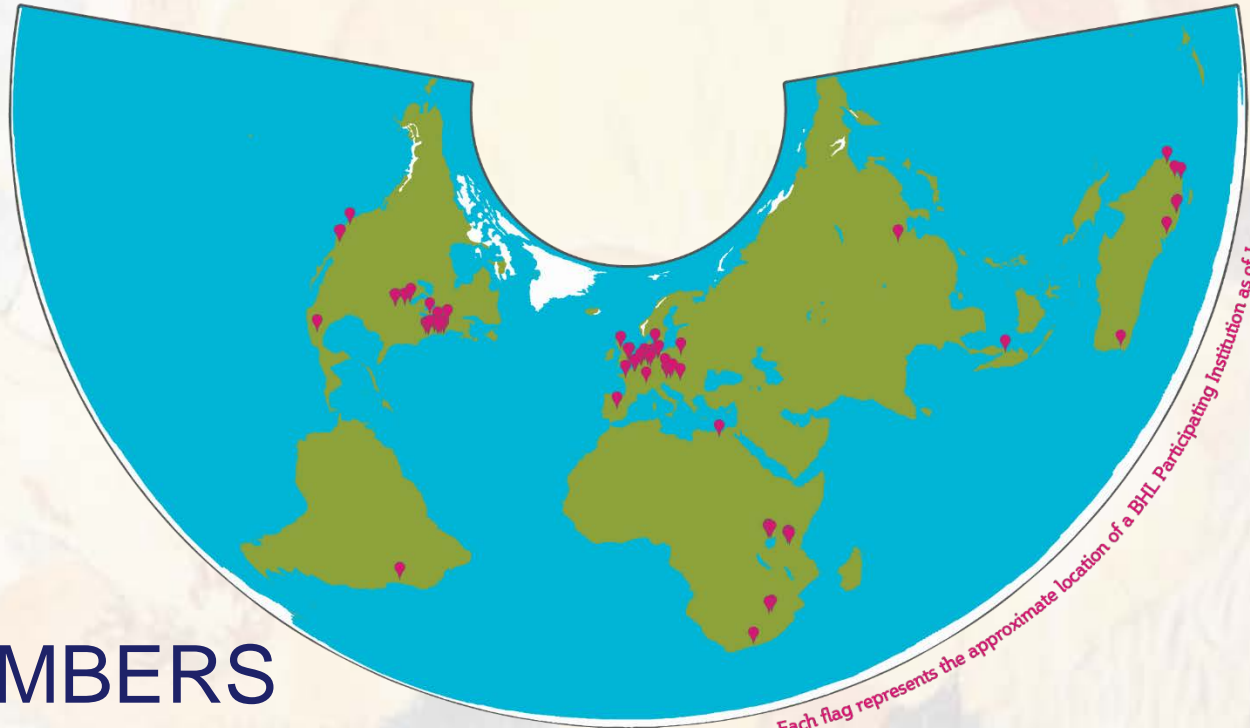 MBERS
Each flag represents the approximate location of a BHL Participating Institution as of